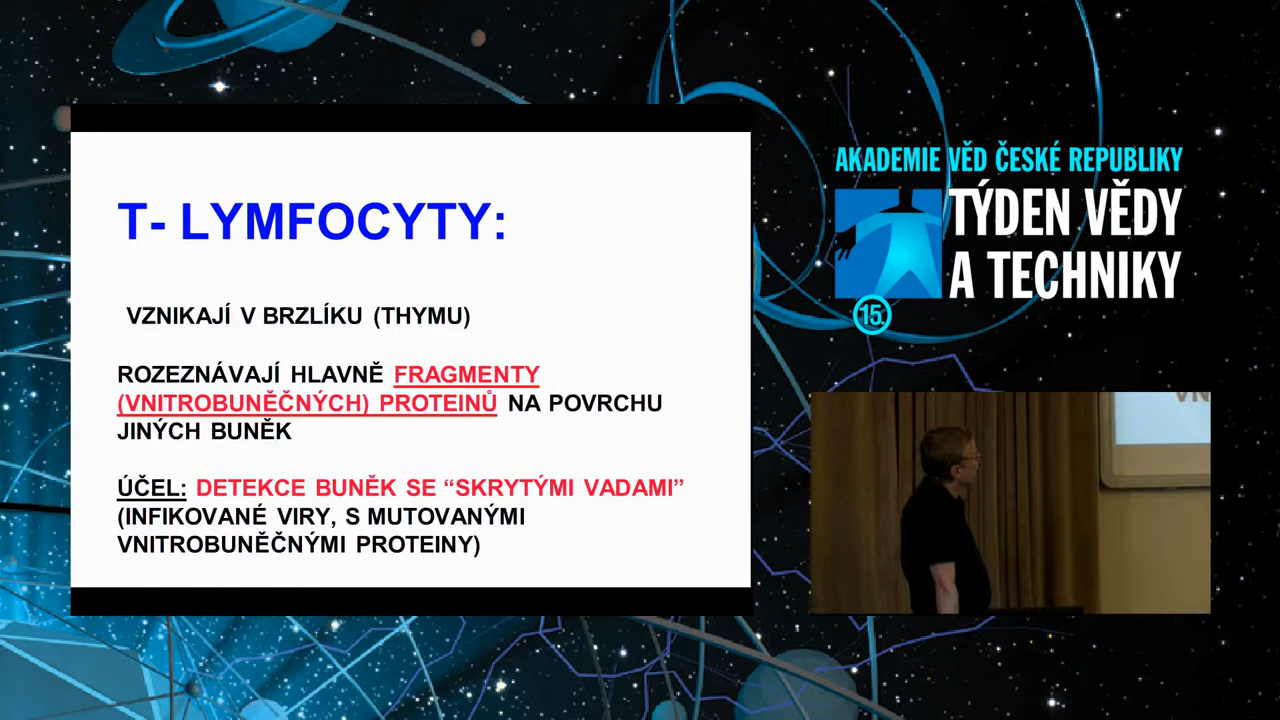 T- LYMFOCYTY:
VZNIKAJÍ V BRZLÍKU (THYMU)
ROZEZNÁVAJÍ HLAVNĚ FRAGMENTY
(VNITROBUNĚČNÝCH) PROTEINŮ NA POVRCHU
JINÝCH BUNĚK
ÚČEL: DETEKCE BUNĚK SE “SKRYTÝMI VADAMI”
(INFIKOVANÉ VIRY, S MUTOVANÝMI
VNITROBUNĚČNÝMI PROTEINY)
AKADEMIE VĚD ČESKÉ REPUBLIKY
TÝDEN VĚDY
A TECHNIKY
15.